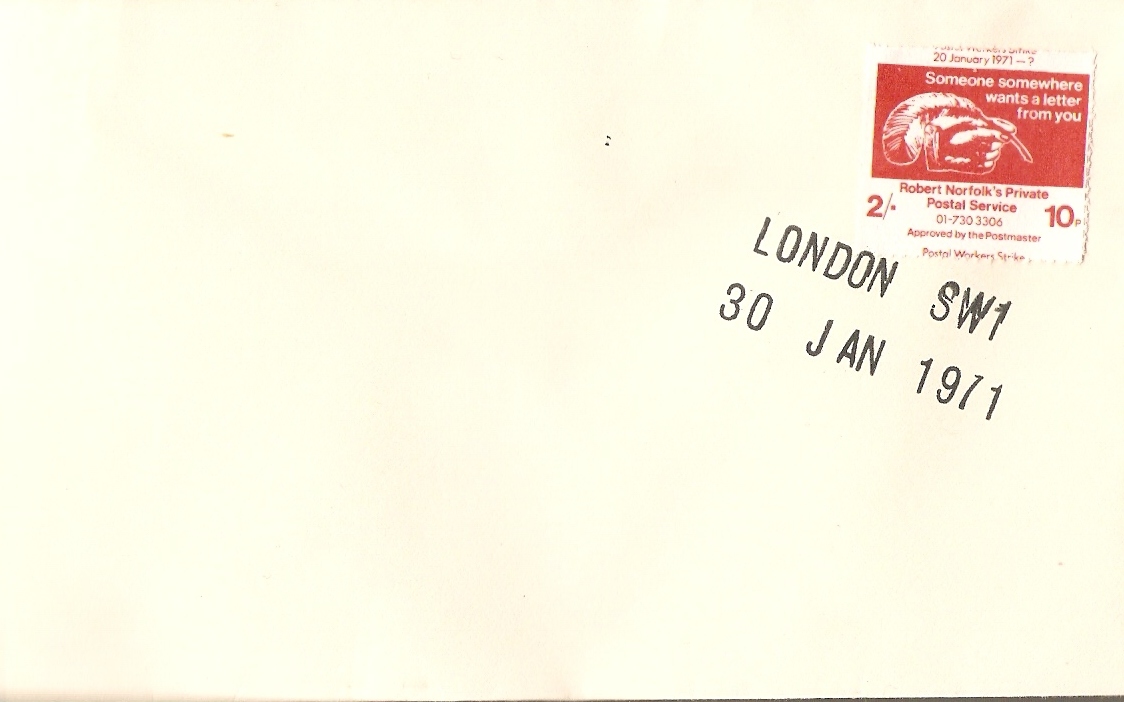 Postal Workers Strike
20 January 1971 – ?
Someone somewhere
wants a letter
from you
Robert Norfolk's Private
Postal Service
2/- 10p
01-730 3306
Approved by the Postmaster
Postal Workers Strike
LONDON SW1
30 JAN 1971